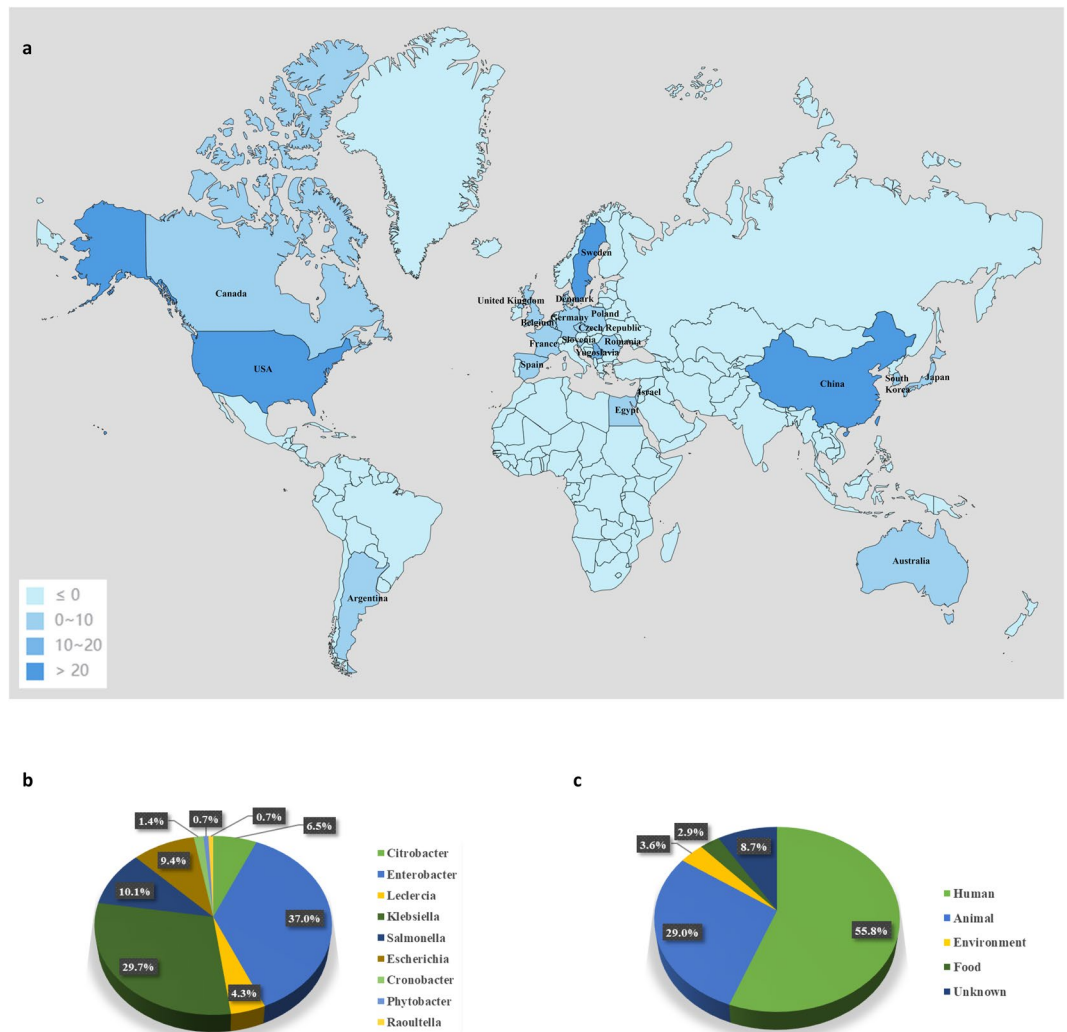 a
Canada
USA
Argentina
Sweden
United Kingdom
Denmark
Germany
Poland
Belgium
Czech Republic
France
Slovenia
Romania
Yugoslavia
Spain
Israel
Egypt
China
South
Korea
Japan
Australia
≤ 0
0~10
10~20
> 20
b
1.4%
0.7%
0.7%
6.5%
9.4%
10.1%
37.0%
29.7%
4.3%
Citrobacter
Enterobacter
Leclercia
Klebsiella
Salmonella
Escherichia
Cronobacter
Phytobacter
Raoultella
c
3.6%
2.9%
8.7%
29.0%
55.8%
Human
Animal
Environment
Food
Unknown